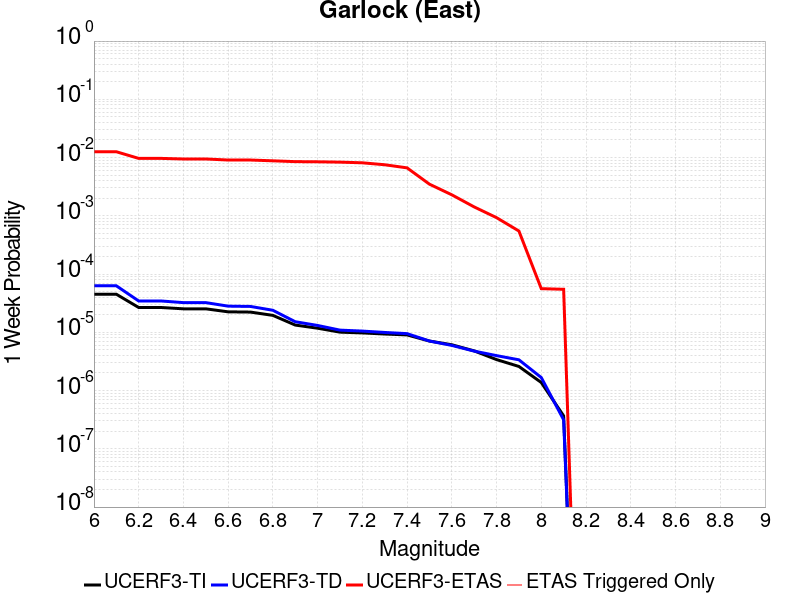 Garlock (East)
10^0
10^-1
10^-2
10^-3
10^-4
10^-5
10^-6
10^-7
10^-8
1 Week Probability
6 6.2 6.4 6.6 6.8 7 7.2 7.4 7.6 7.8 8 8.2 8.4 8.6 8.8 9
Magnitude
UCERF3-TI UCERF3-TD UCERF3-ETAS ETAS Triggered Only